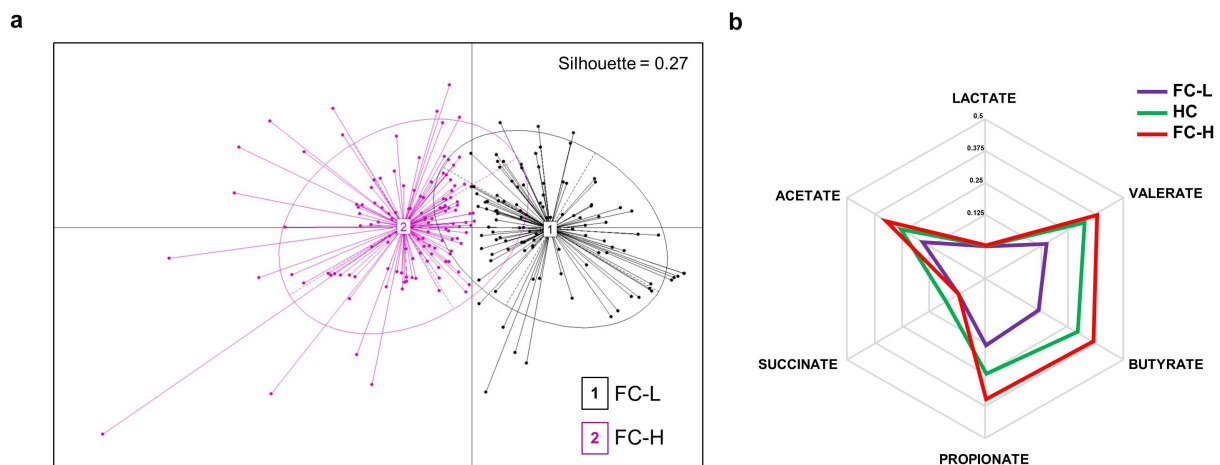 a
Silhouette = 0.27
2
1
1 FC-L
2 FC-H
b
FC-L
HC
FC-H
LACTATE
0.5
0.375
0.25
0.125
ACETATE
VALERATE
SUCCINATE
BUTYRATE
PROPIONATE